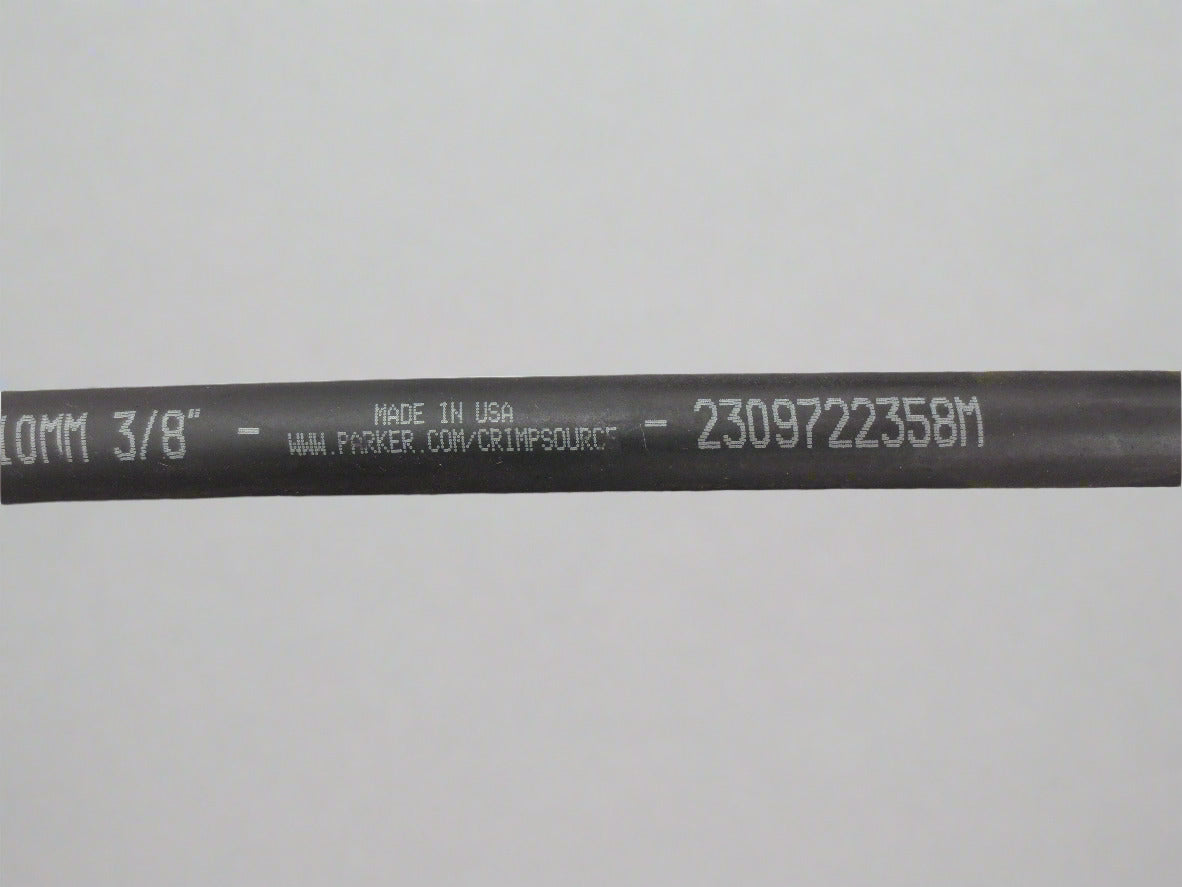 10MM 3/8" -
MADE IN USA
WWW.PARKER.COM/CRIMPSOURCE
- 2309722358M